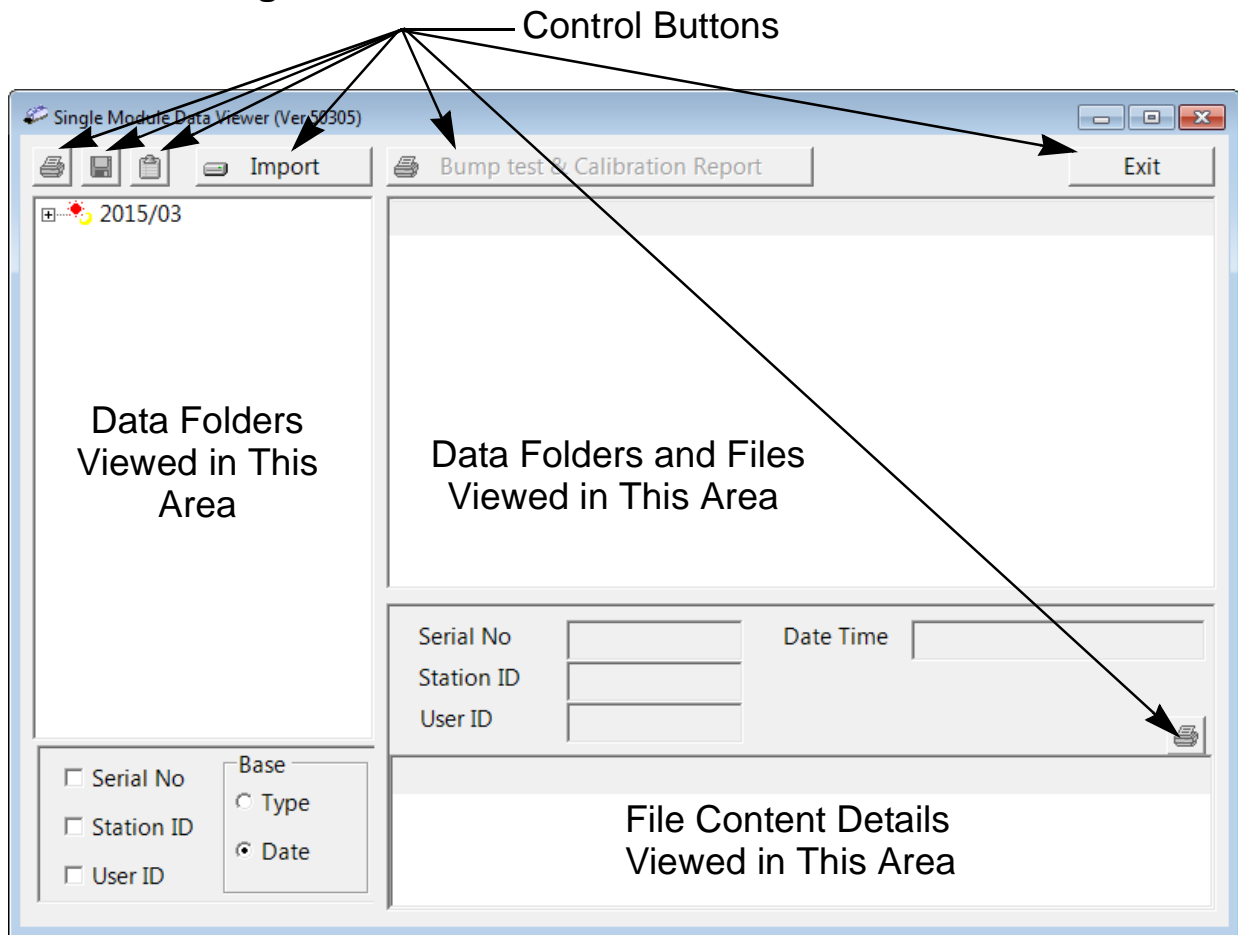 Control Buttons
Single Module Data Viewer (Ver 50305)
Import
Bump test & Calibration Report
Exit
2015/03
Data Folders
Viewed in This
Area
Data Folders and Files
Viewed in This Area
Serial No
Date Time
Station ID
User ID
Serial No
Station ID
User ID
Base
Type
Date
File Content Details
Viewed in This Area